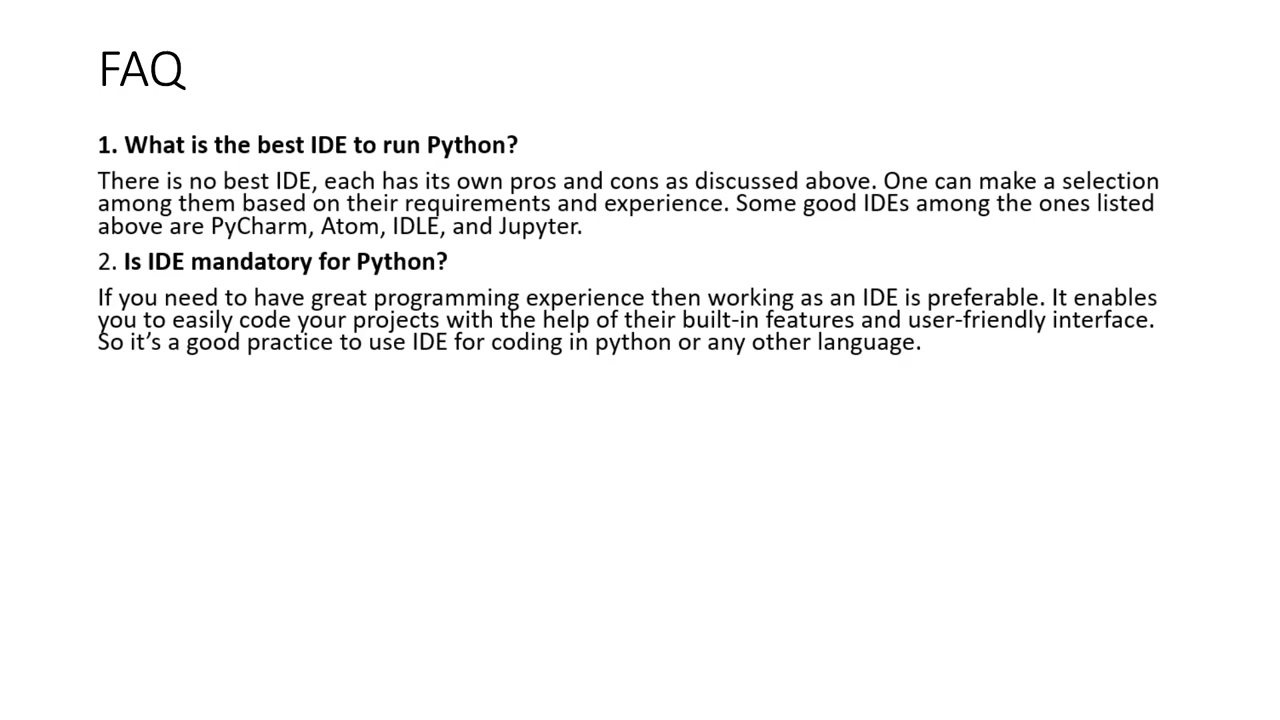 FAQ
1. What is the best IDE to run Python?
There is no best IDE, each has its own pros and cons as discussed above. One can make a selection
among them based on their requirements and experience. Some good IDEs among the ones listed
above are PyCharm, Atom, IDLE, and Jupyter.
2. Is IDE mandatory for Python?
If you need to have great programming experience then working as an IDE is preferable. It enables
you to easily code your projects with the help of their built-in features and user-friendly interface.
So it’s a good practice to use IDE for coding in python or any other language.